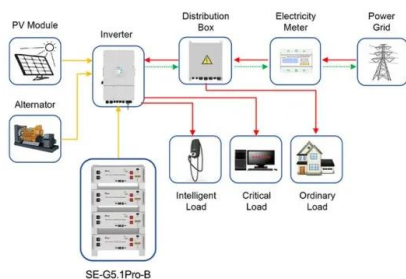 PV Module
Inverter
Distribution
Box
Electricity
Meter
Power
Grid
Alternator
Intelligent
Load
Critical
Load
Ordinary
Load
SE-G5.1Pro-B